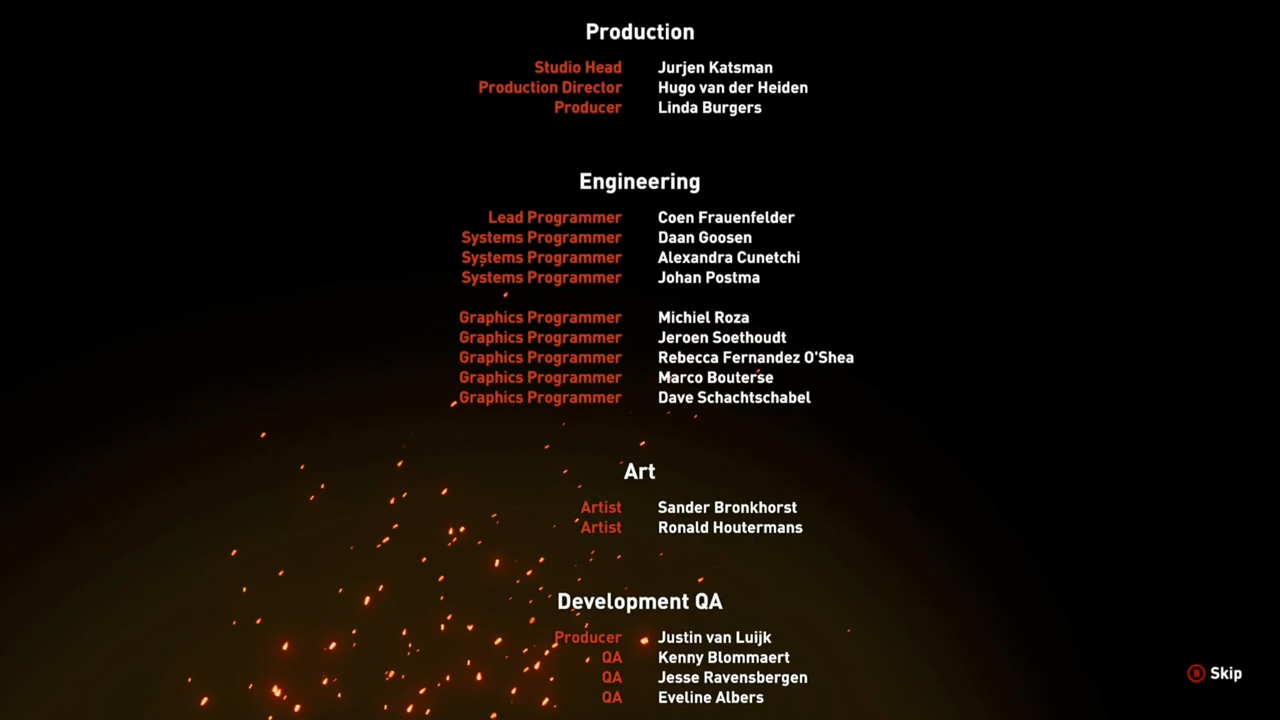 Production
Studio Head Jurjen Katsman
Production Director Hugo van der Heiden
Producer Linda Burgers
Engineering
Lead Programmer Coen Frauenfelder
Systems Programmer Daan Goosen
Systems Programmer Alexandra Cunetchi
Systems Programmer Johan Postma
Graphics Programmer Michiel Roza
Graphics Programmer Jeroen Soethoudt
Graphics Programmer Rebecca Fernandez O'Shea
Graphics Programmer Marco Bouterse
Graphics Programmer Dave Schachtschabel
Art
Artist Sander Bronkhorst
Artist Ronald Houtermans
Development QA
Producer Justin van Luijk
QA Kenny Blommaert
QA Jesse Ravensbergen
QA Eveline Albers
B Skip